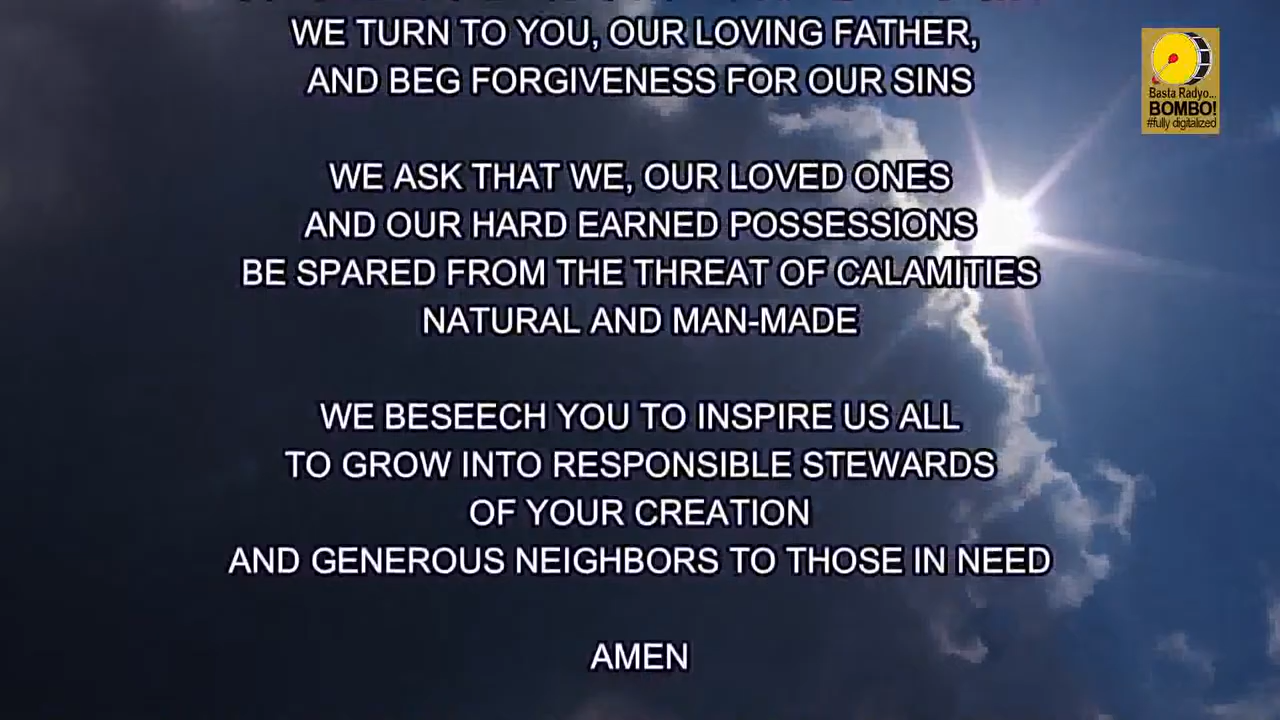 WE TURN TO YOU, OUR LOVING FATHER,
AND BEG FORGIVENESS FOR OUR SINS
WE ASK THAT WE, OUR LOVED ONES
AND OUR HARD EARNED POSSESSIONS
BE SPARED FROM THE THREAT OF CALAMITIES
NATURAL AND MAN-MADE
WE BESEECH YOU TO INSPIRE US ALL
TO GROW INTO RESPONSIBLE STEWARDS
OF YOUR CREATION
AND GENEROUS NEIGHBORS TO THOSE IN NEED
AMEN
Basta Radyo...
BOMBO!
#fully digitalized